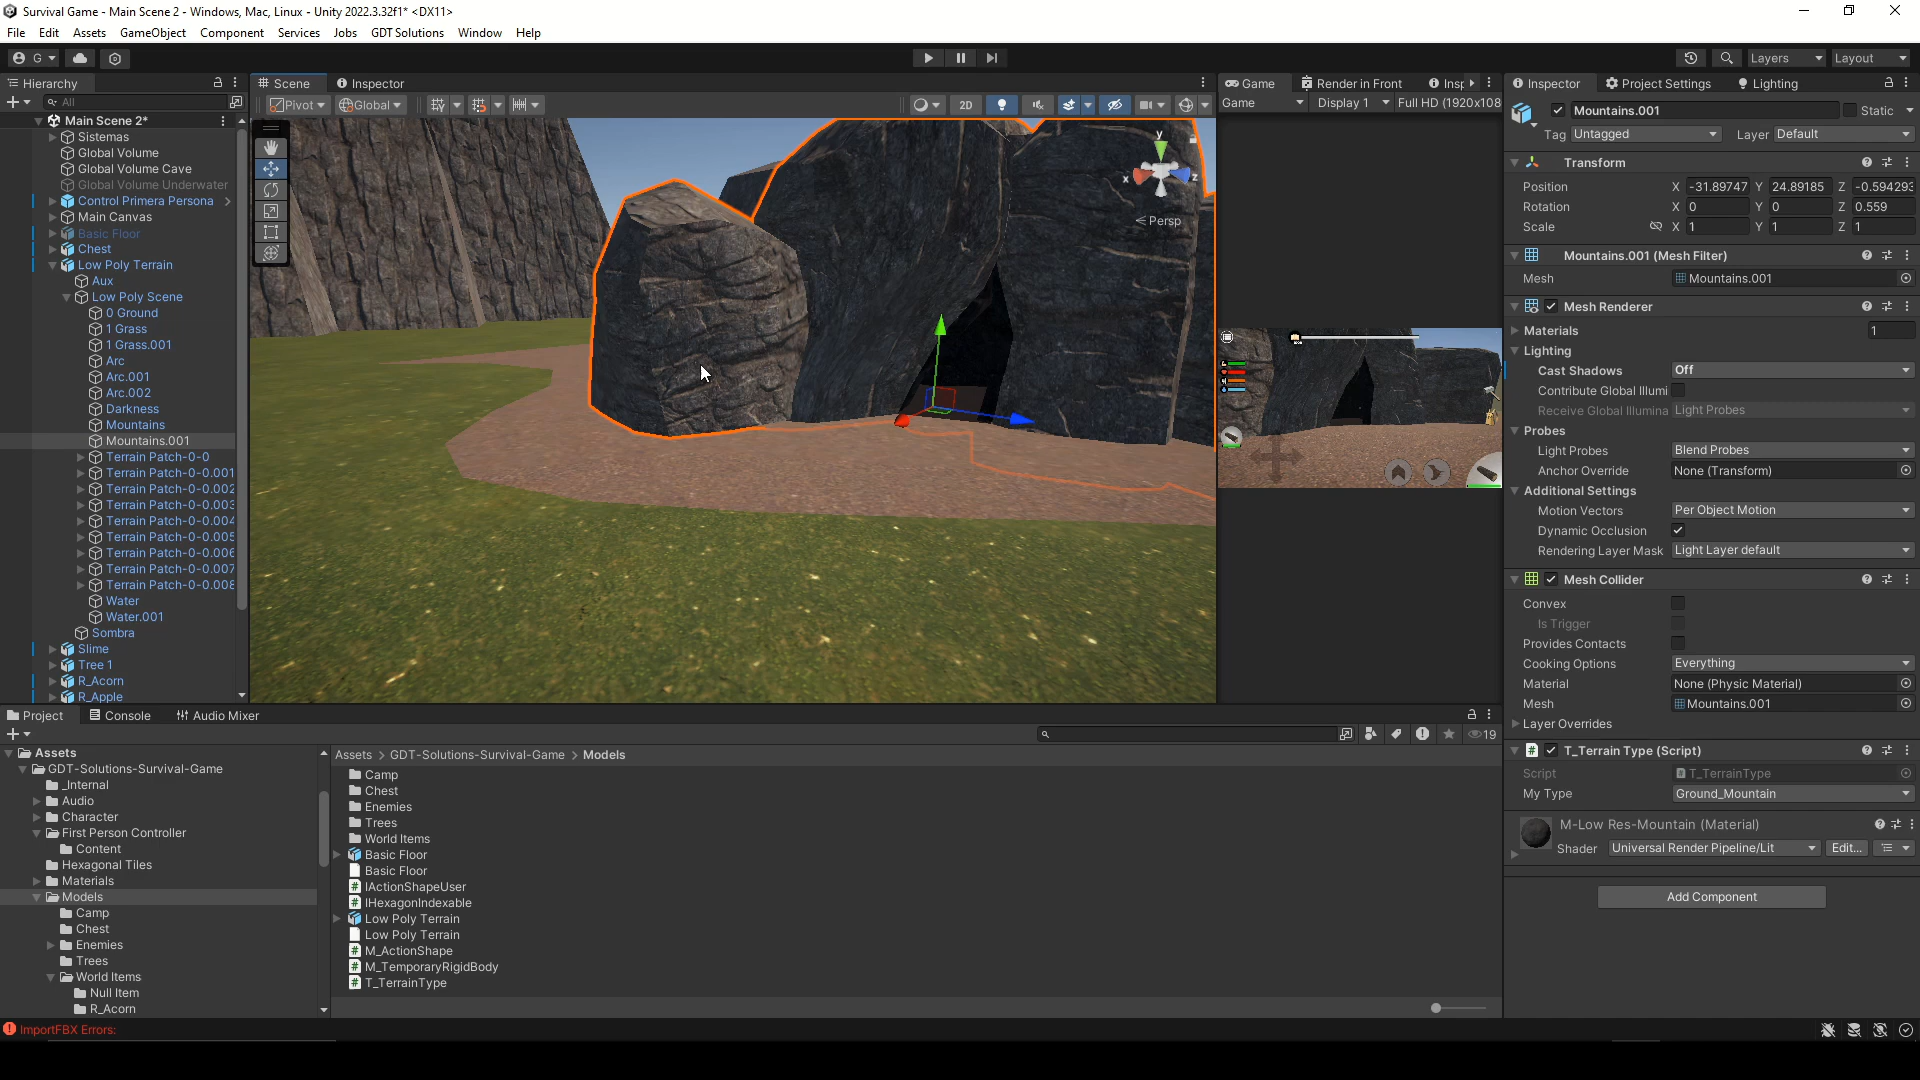 Survival Game - Main Scene 2 - Windows, Mac, Linux - Unity 2022.3.32f1* <DX11>
File Edit Assets GameObject Component Services Jobs GDT Solutions Window Help
G Layers Layout
Hierarchy
All
Main Scene 2*
Sistemas
Global Volume
Global Volume Cave
Global Volume Underwater
Control Primera Persona
Main Canvas
Basic Floor
Chest
Low Poly Terrain
Aux
Low Poly Scene
0 Ground
1 Grass
1 Grass.001
Arc
Arc.001
Arc.002
Darkness
Mountains
Mountains.001
Terrain Patch-0-0
Terrain Patch-0-0.001
Terrain Patch-0-0.002
Terrain Patch-0-0.003
Terrain Patch-0-0.004
Terrain Patch-0-0.005
Terrain Patch-0-0.006
Terrain Patch-0-0.007
Terrain Patch-0-0.008
Water
Water.001
Sombra
Slime
Tree 1
R_Acorn
R_Apple
Scene Inspector
Pivot Global 2D
y
x z
Persp
Game Render in Front Insp
Game Display 1 Full HD (1920x108
Inspector Project Settings Lighting
Mountains.001 Static
Tag Untagged Layer Default
Transform
Position X -31.89747 Y 24.89185 Z -0.594293
Rotation X 0 Y 0 Z 0.559
Scale X 1 Y 1 Z 1
Mountains.001 (Mesh Filter)
Mesh Mountains.001
Mesh Renderer
Materials 1
Lighting
Cast Shadows Off
Contribute Global Illumi
Receive Global Illumina Light Probes
Probes
Light Probes Blend Probes
Anchor Override None (Transform)
Additional Settings
Motion Vectors Per Object Motion
Dynamic Occlusion
Rendering Layer Mask Light Layer default
Mesh Collider
Convex
Is Trigger
Provides Contacts
Cooking Options Everything
Material None (Physic Material)
Mesh Mountains.001
Layer Overrides
T_Terrain Type (Script)
Script T_TerrainType
My Type Ground_Mountain
M-Low Res-Mountain (Material)
Shader Universal Render Pipeline/Lit Edit...
Add Component
Project Console Audio Mixer
19
Assets
GDT-Solutions-Survival-Game
_Internal
Audio
Character
First Person Controller
Content
Hexagonal Tiles
Materials
Models
Camp
Chest
Enemies
Trees
World Items
Null Item
R_Acorn
Assets > GDT-Solutions-Survival-Game > Models
Camp
Chest
Enemies
Trees
World Items
Basic Floor
Basic Floor
IActionShapeUser
IHexagonIndexable
Low Poly Terrain
Low Poly Terrain
M_ActionShape
M_TemporaryRigidBody
T_TerrainType
ImportFBX Errors: